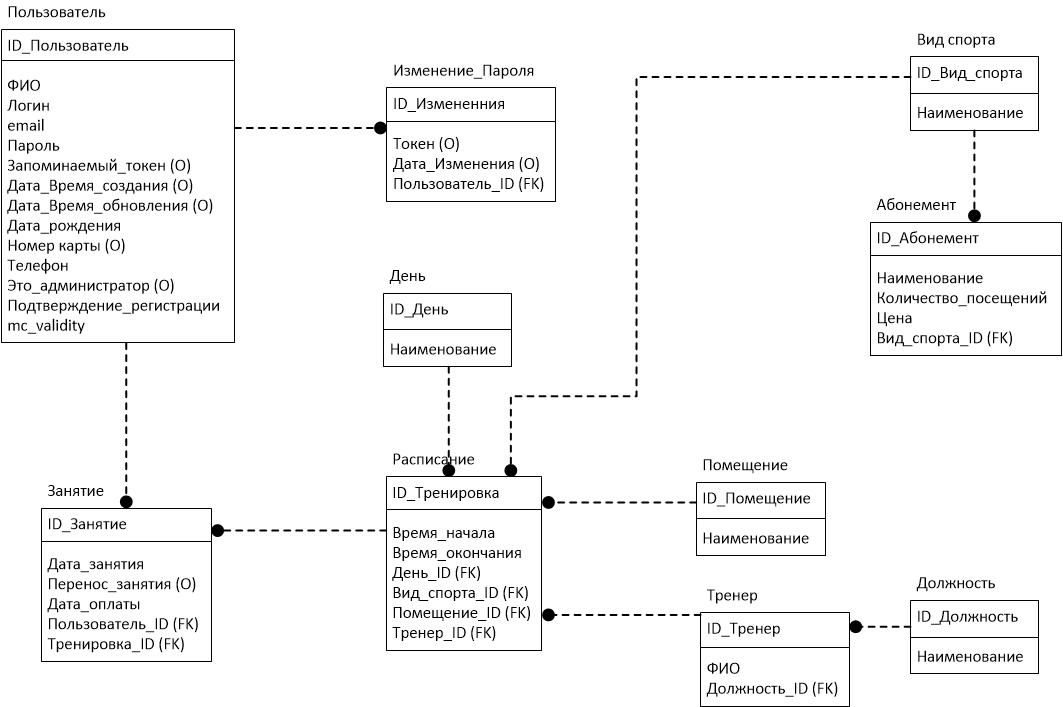 Пользователь
ID_Пользователь
ФИО
Логин
email
Пароль
Запоминаемый_токен (О)
Дата_Время_создания (О)
Дата_Время_обновления (О)
Дата_рождения
Номер карты (О)
Телефон
Это_администратор (О)
Подтверждение_регистрации
mc_validity
Изменение_Пароля
ID_Измененния
Токен (О)
Дата_Изменения (О)
Пользователь_ID (FK)
Вид спорта
ID_Вид_спорта
Наименование
Абонемент
ID_Абонемент
Наименование
Количество_посещений
Цена
Вид_спорта_ID (FK)
День
ID_День
Наименование
Занятие
ID_Занятие
Дата_занятия
Перенос_занятия (О)
Дата_оплаты
Пользователь_ID (FK)
Тренировка_ID (FK)
Расписание
ID_Тренировка
Время_начала
Время_окончания
День_ID (FK)
Вид_спорта_ID (FK)
Помещение_ID (FK)
Тренер_ID (FK)
Помещение
ID_Помещение
Наименование
Тренер
ID_Тренер
ФИО
Должность_ID (FK)
Должность
ID_Должность
Наименование